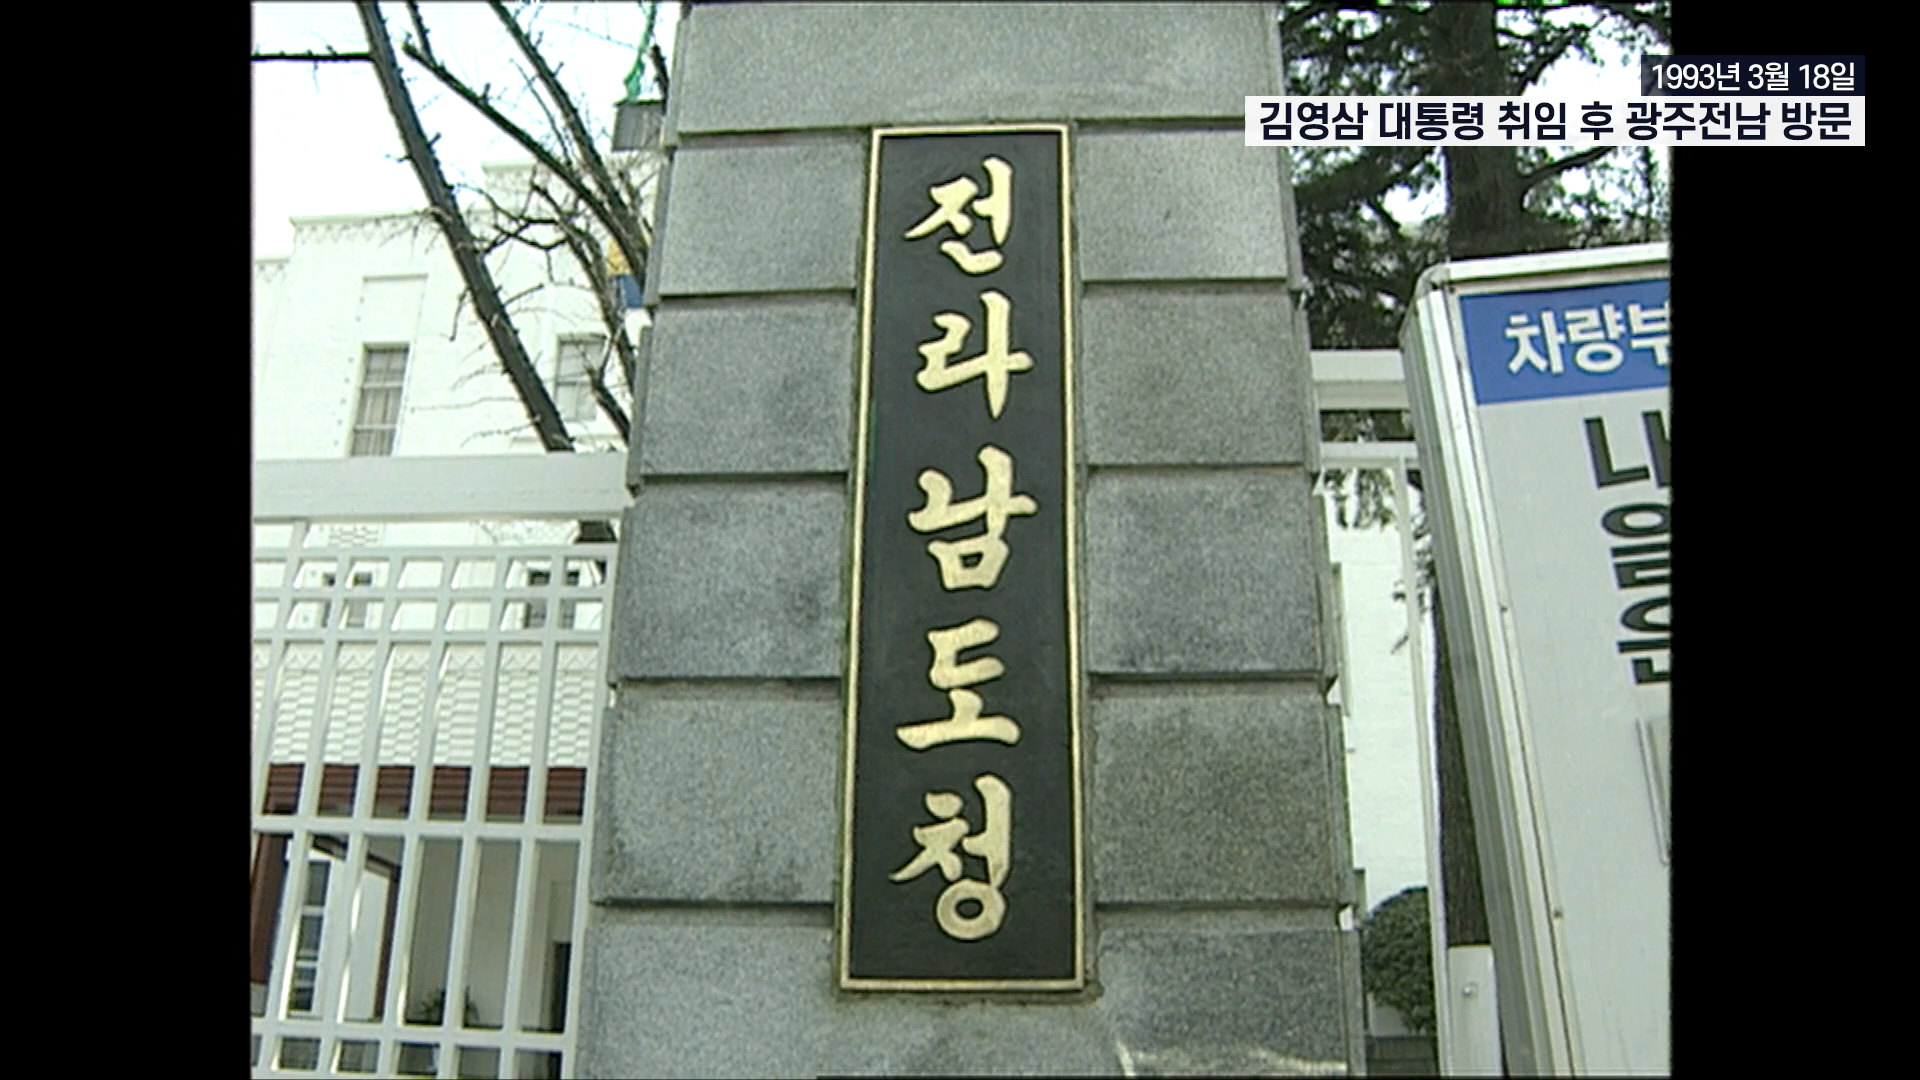 1993년 3월 18일
김영삼 대통령 취임 후 광주전남 방문
전라남도청
차량부